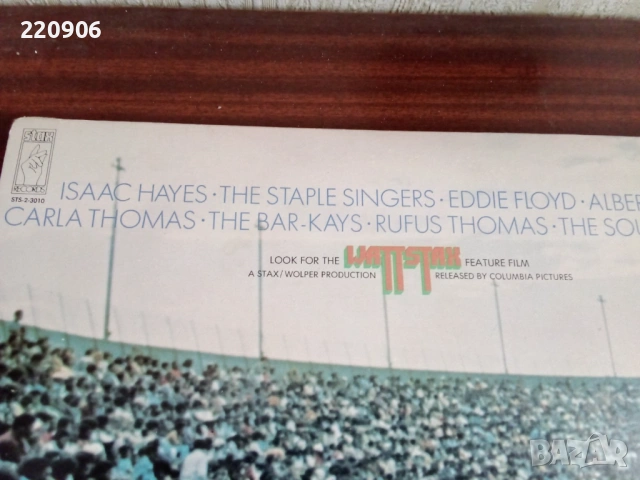 220906
Stax
RECORDS
STS-2-3010
ISAAC HAYES · THE STAPLE SINGERS · EDDIE FLOYD · ALBER
CARLA THOMAS · THE BAR-KAYS · RUFUS THOMAS · THE SOU
LOOK FOR THE WATTSTAX FEATURE FILM
A STAX/WOLPER PRODUCTION RELEASED BY COLUMBIA PICTURES
BAZAR